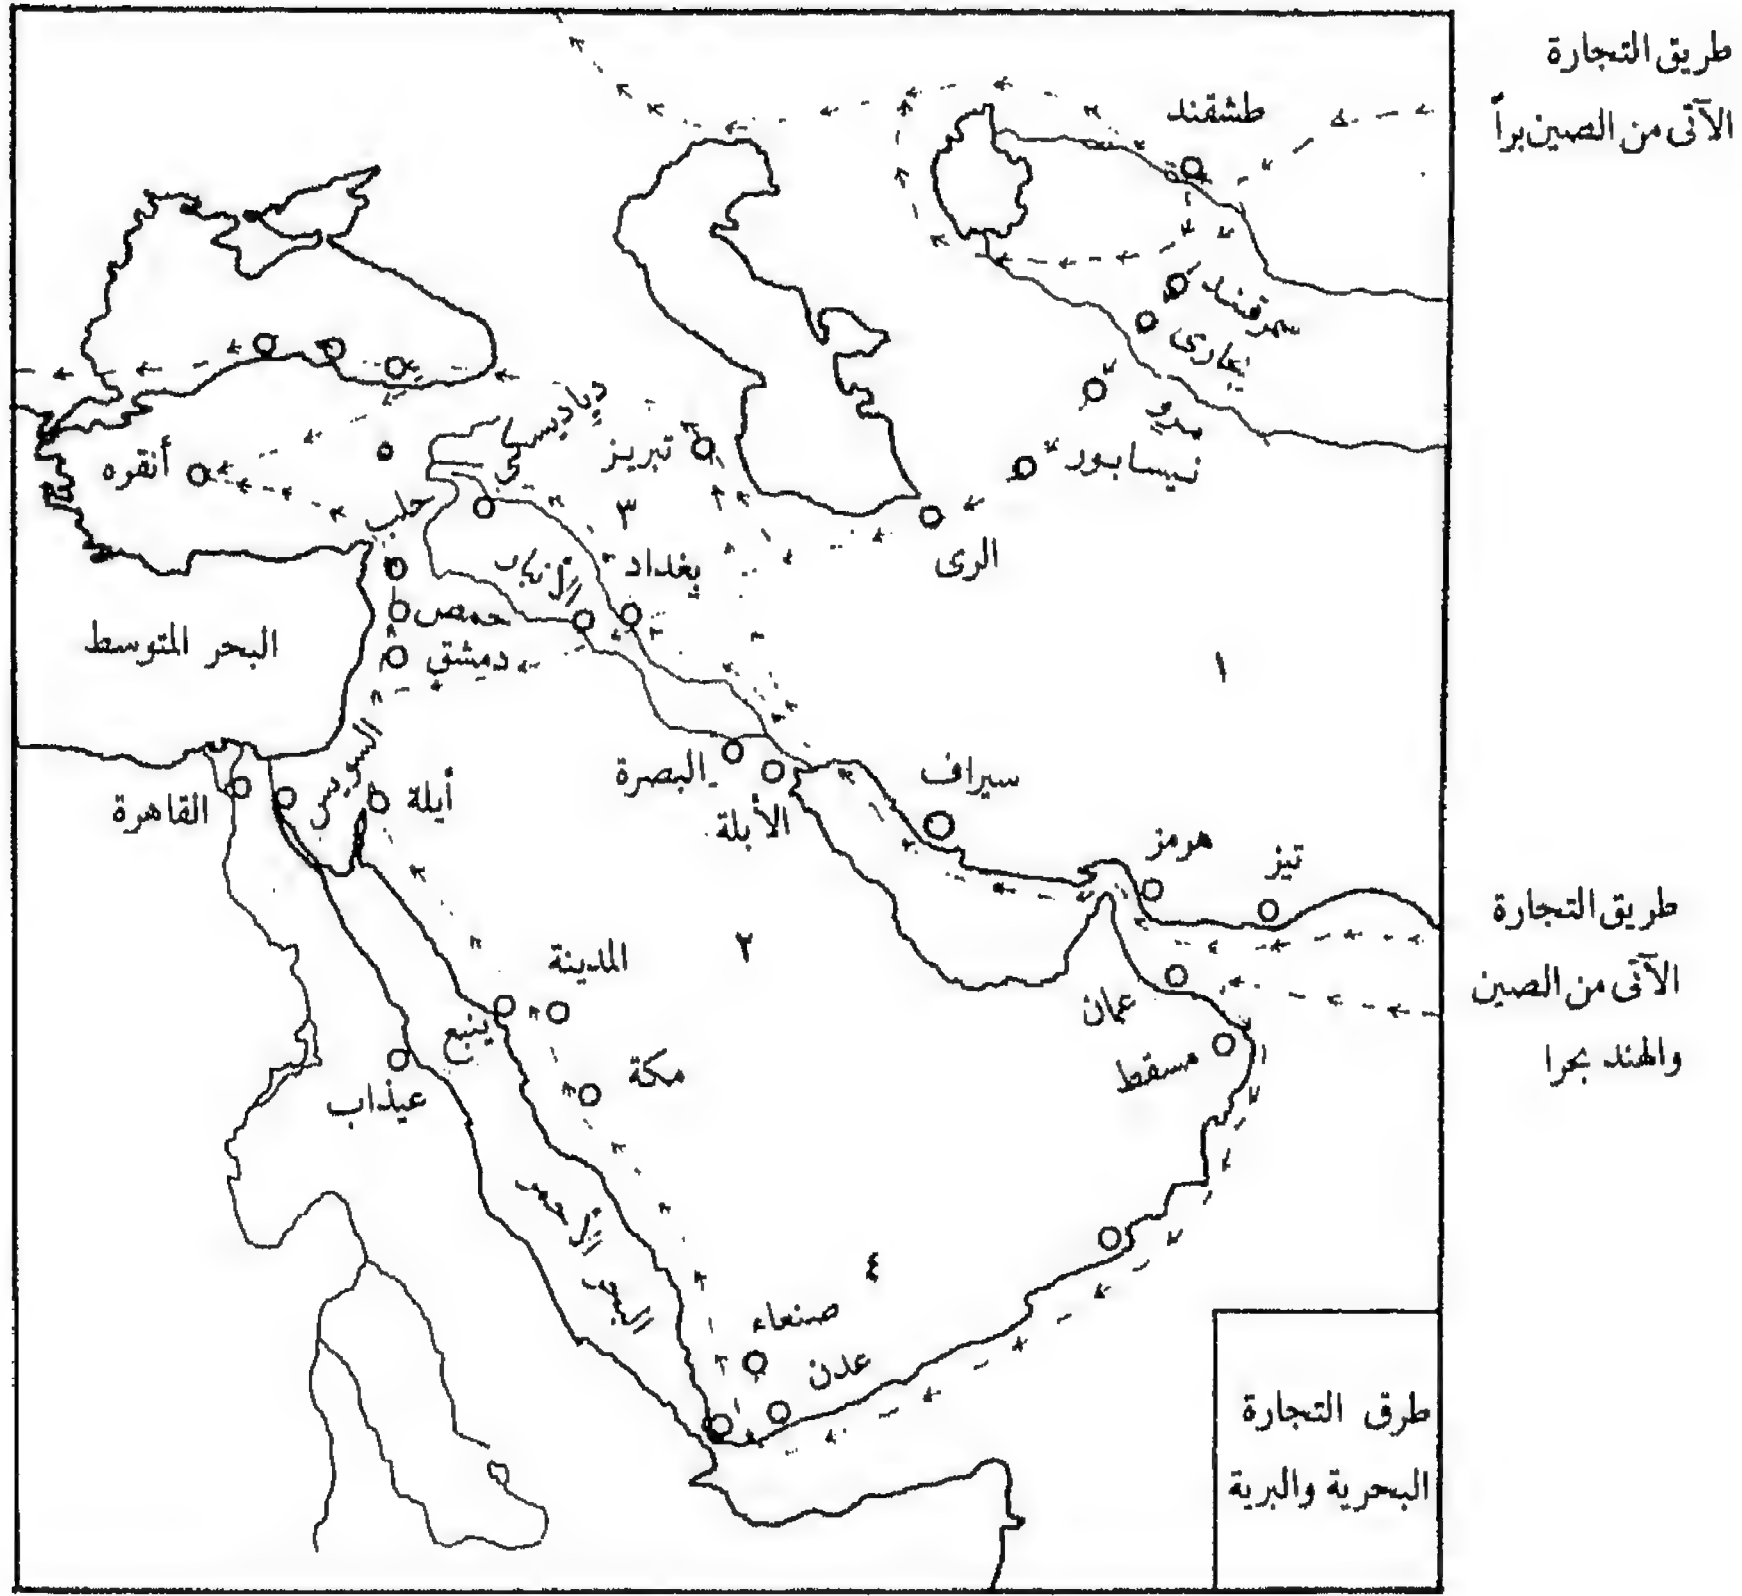 طريق التجارة
الآتى من الصين براً
طشقند
سمرقند
بخارى
مرو
نيسابور
الرى
تبريز
ديار بكر
أنقره
٣
حلب
بغداد
حمص
دمشق
البحر المتوسط
١
السويس
القاهرة
أيلة
البصرة
الأبلة
سيراف
هرمز
تيز
طريق التجارة
الآتى من الصين
والهند بحرا
٢
المدينة
ينبع
مكة
عيذاب
عمان
مسقط
البحر الأحمر
٤
صنعاء
عدن
طرق التجارة
البحرية والبرية